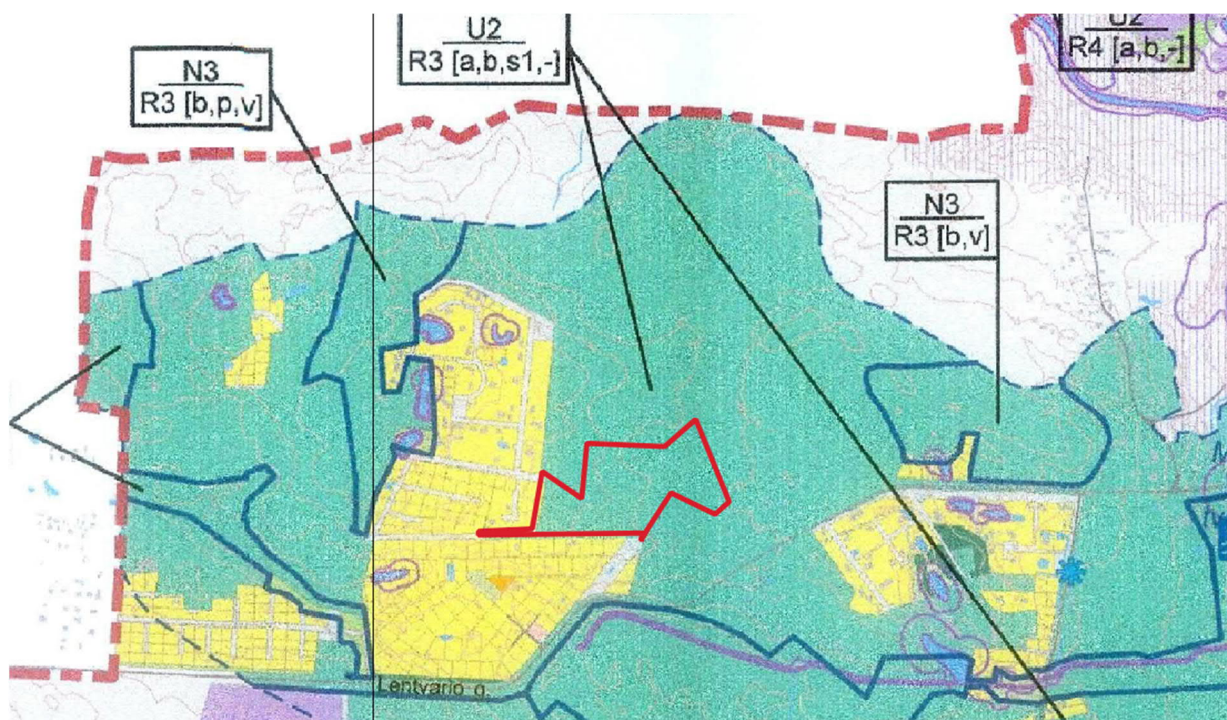 U2
R3 [a,b,s1,-]
U2
R4 [a,b,-]
N3
R3 [b,p,v]
N3
R3 [b,v]
Lentvario g.